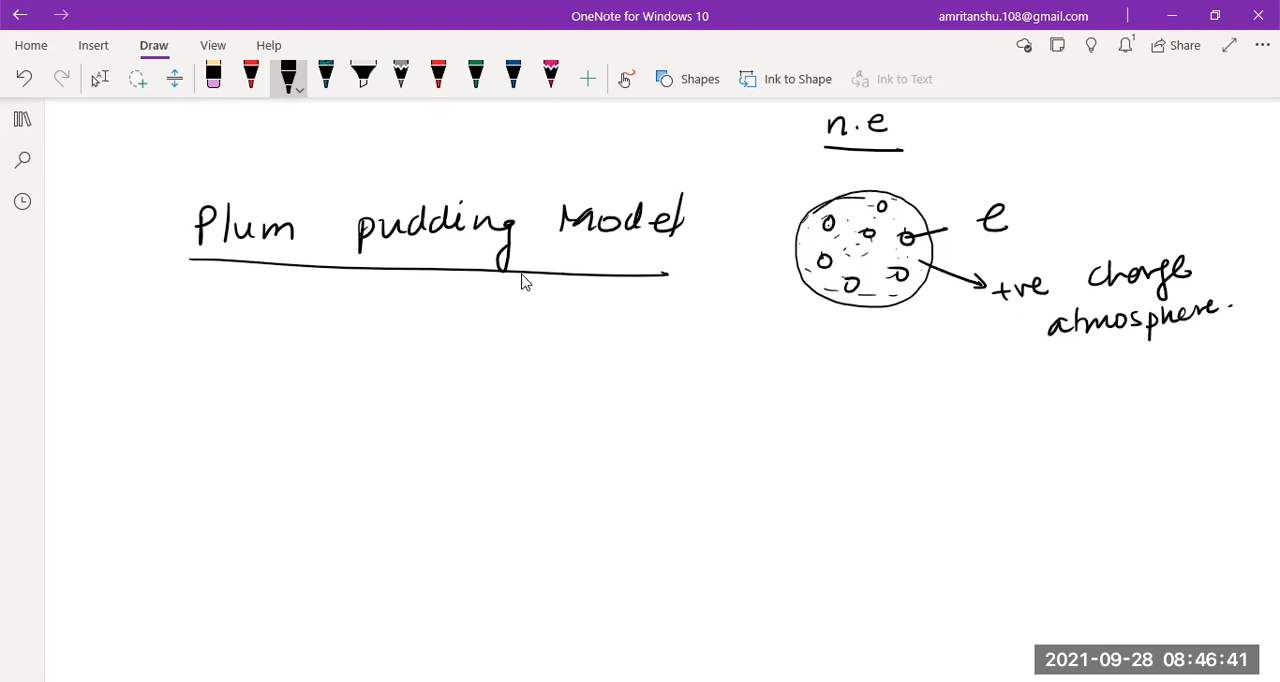 OneNote for Windows 10
amritanshu.108@gmail.com
Home Insert Draw View Help
1
Share
Shapes
Ink to Shape
Ink to Text
n.e
Plum pudding Model
e
+ve charge
atmosphere.
2021-09-28 08:46:41